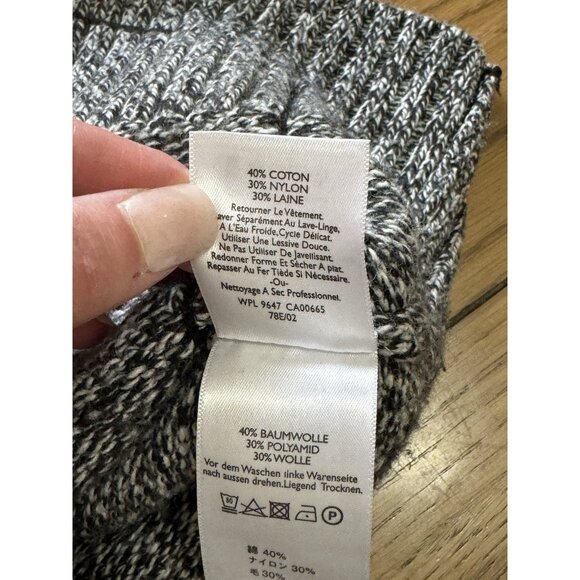 40% COTON
30% NYLON
30% LAINE
Retourner Le Vêtement.
aver Séparément Au Lave-Linge,
A L'Eau Froide, Cycle Délicat.
Utiliser Une Lessive Douce.
Ne Pas Utiliser De Javellisant.
Redonner Forme Et Sècher A plat.
Repasser Au Fer Tiède Si Nécessaire.
-Ou-
Nettoyage A Sec Professionnel.
WPL 9647 CA00665
78E/02
40% BAUMWOLLE
30% POLYAMID
30% WOLLE
Vor dem Waschen linke Warenseite
nach aussen drehen. Liegend Trocknen.
P
綿 40%
ナイロン 30%
毛 30%